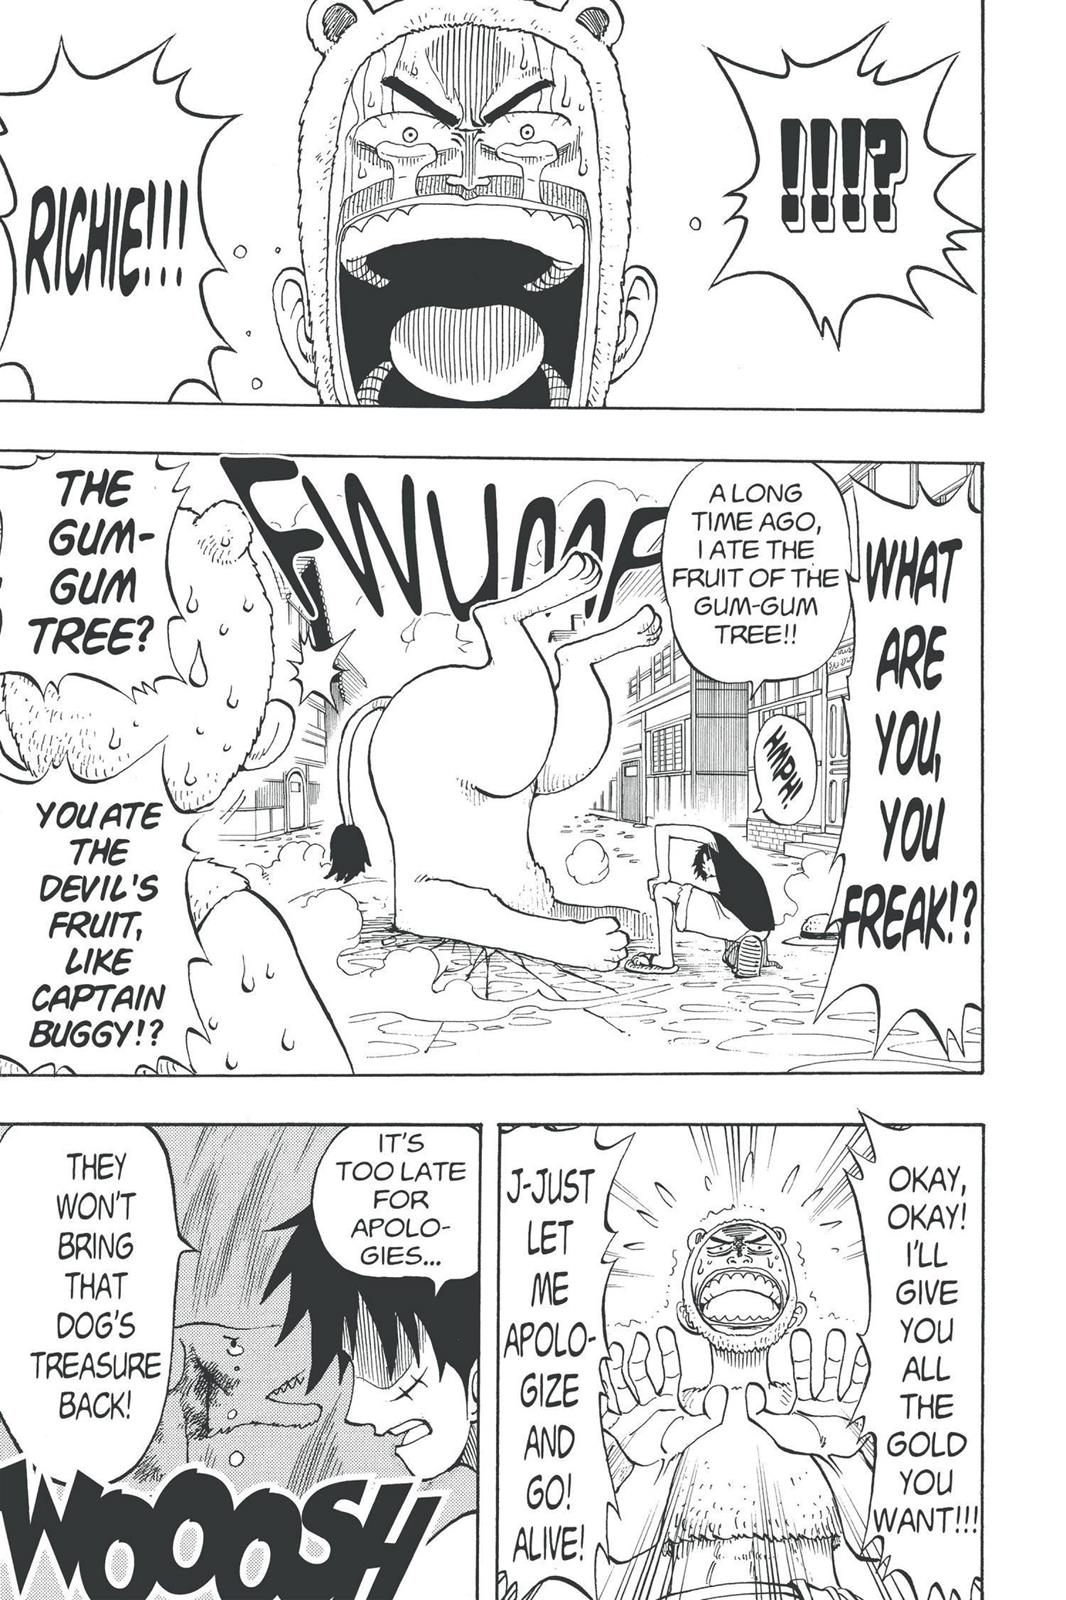 !!!?
RICHIE!!!
WHAT
ARE
YOU,
YOU
FREAK!?
A LONG
TIME AGO,
I ATE THE
FRUIT OF THE
GUM-GUM
TREE!!
HMPH!
FWUMP
THE
GUM-
GUM
TREE?
YOU ATE
THE
DEVIL'S
FRUIT,
LIKE
CAPTAIN
BUGGY!?
OKAY,
OKAY!
I'LL
GIVE
YOU
ALL
THE
GOLD
YOU
WANT!!!
J-JUST
LET
ME
APOLO-
GIZE
AND
GO!
ALIVE!
IT'S
TOO LATE
FOR
APOLO-
GIES...
THEY
WON'T
BRING
THAT
DOG'S
TREASURE
BACK!
WOOOSH